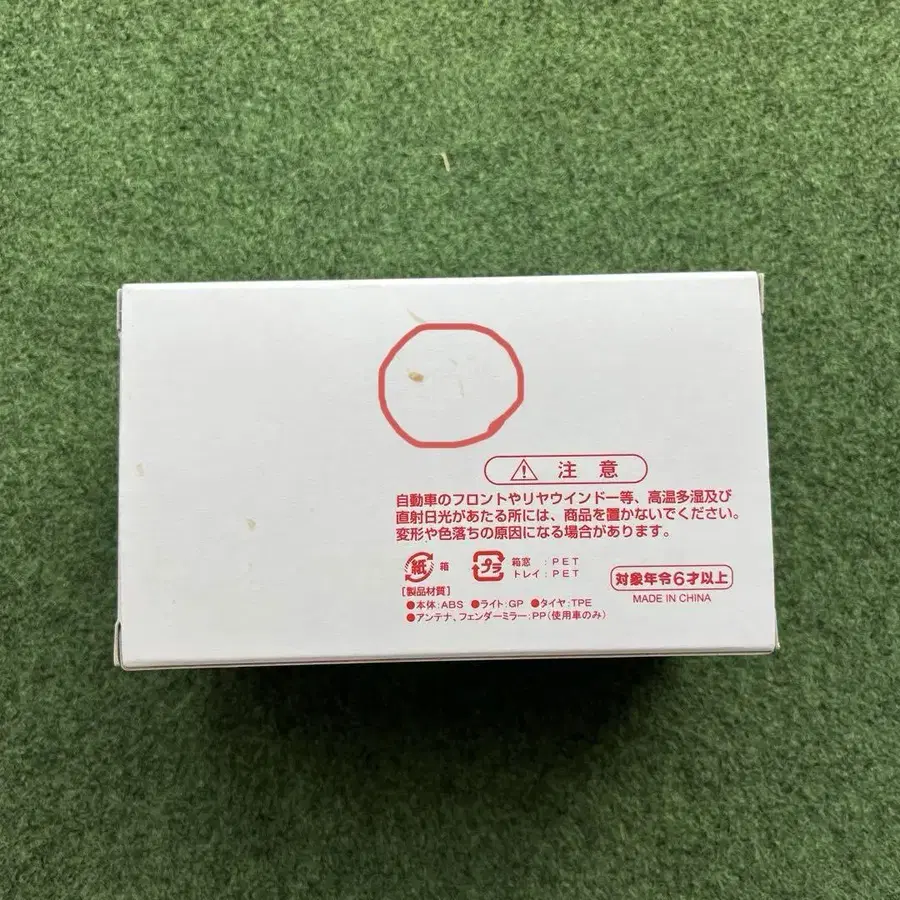 注意
自動車のフロントやリヤウインドー等、高温多湿及び
直射日光があたる所には、商品を置かないでください。
変形や色落ちの原因になる場合があります。
紙 箱 プラ 箱窓 : PET
トレイ : PET
対象年令6才以上
[製品材質]
MADE IN CHINA
●本体:ABS ●ライト:GP ●タイヤ:TPE
●アンテナ、フェンダーミラー:PP(使用車のみ)